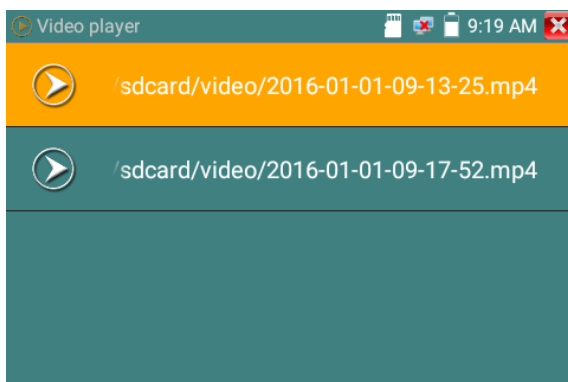 Video player 9:19 AM
/sdcard/video/2016-01-01-09-13-25.mp4
/sdcard/video/2016-01-01-09-17-52.mp4